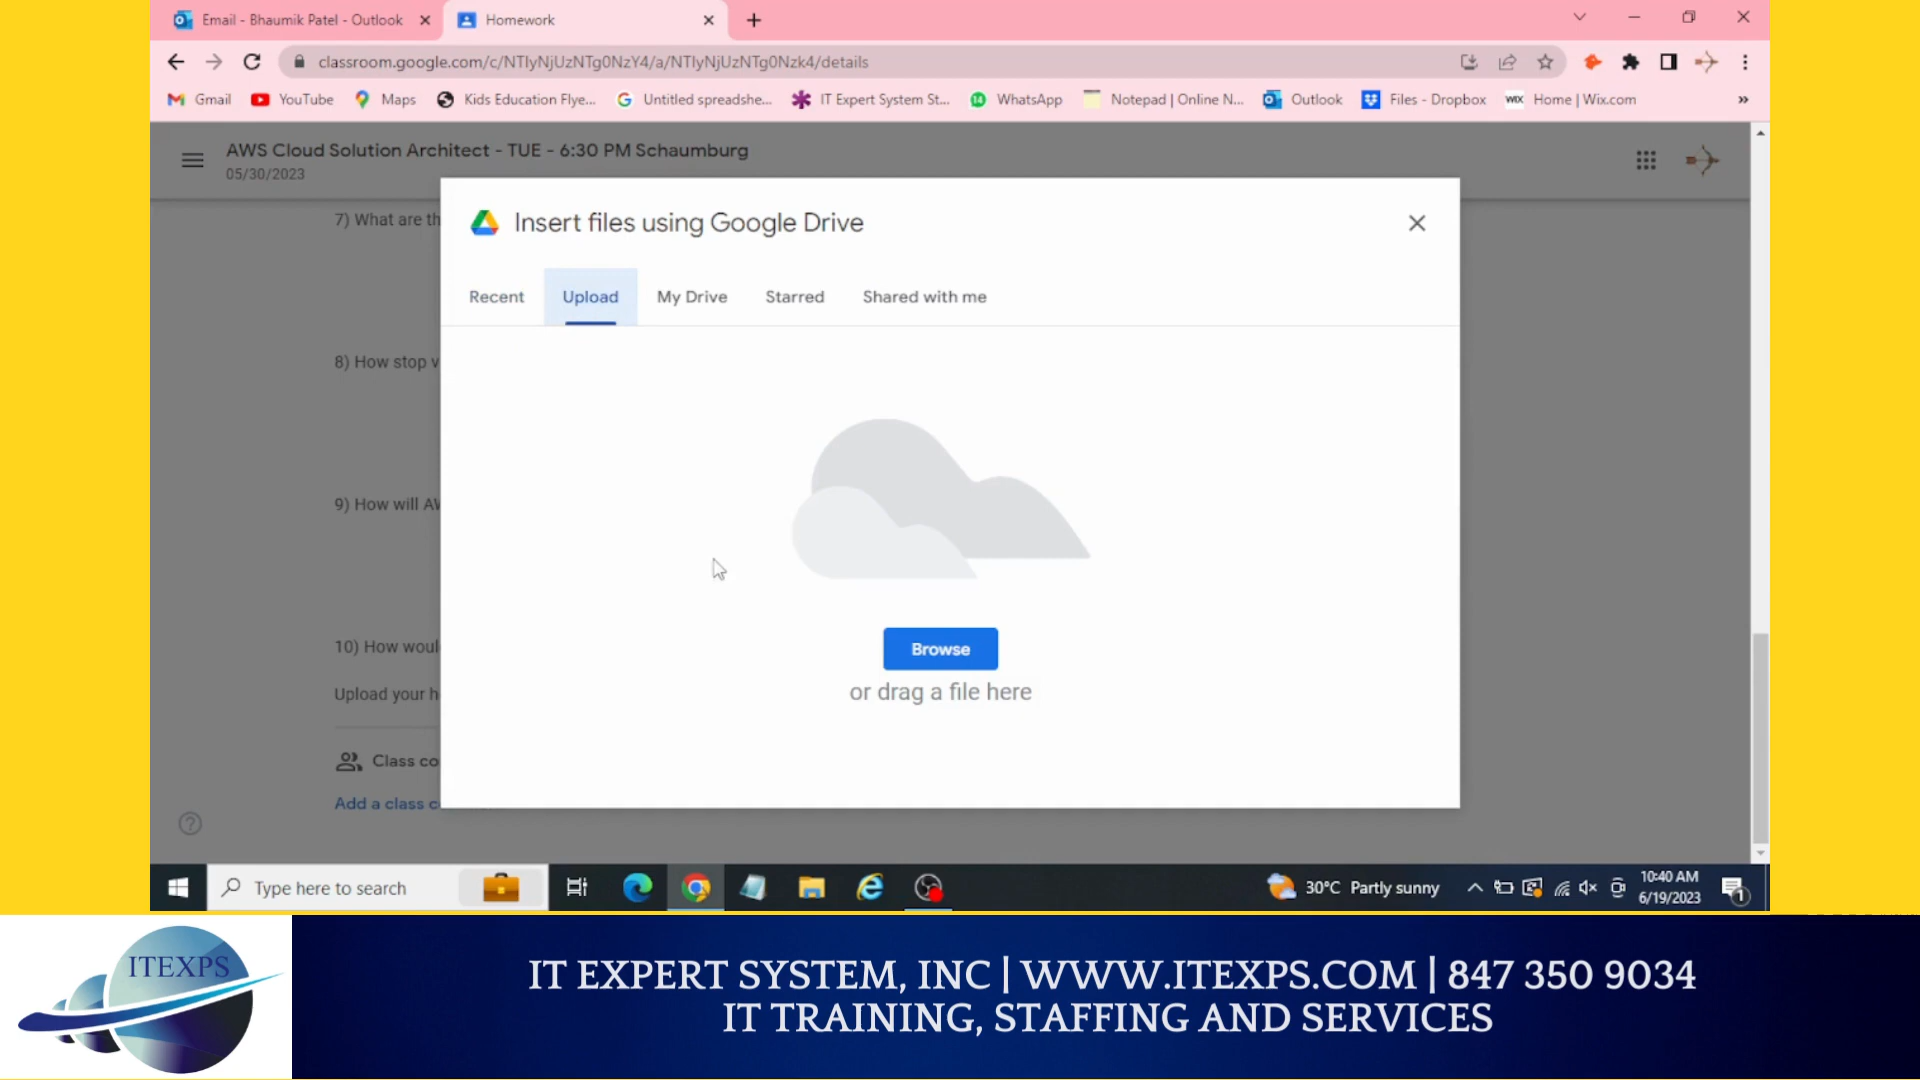 Email - Bhaumik Patel - Outlook
Homework
classroom.google.com/c/NTIyNjUzNTg0NzY4/a/NTIyNjUzNTg0Nzk4/details
Gmail YouTube Maps Kids Education Flye... Untitled spreadshe... IT Expert System St... WhatsApp Notepad | Online N... Outlook Files - Dropbox Home | Wix.com
AWS Cloud Solution Architect - TUE - 6:30 PM Schaumburg
05/30/2023
7) What are th
8) How stop v
9) How will AW
10) How woul
Upload your h
Class co
Add a class c
Insert files using Google Drive
Recent Upload My Drive Starred Shared with me
Browse
or drag a file here
Type here to search
30°C Partly sunny
10:40 AM
6/19/2023
1
ITEXPS
IT EXPERT SYSTEM, INC | WWW.ITEXPS.COM | 847 350 9034
IT TRAINING, STAFFING AND SERVICES